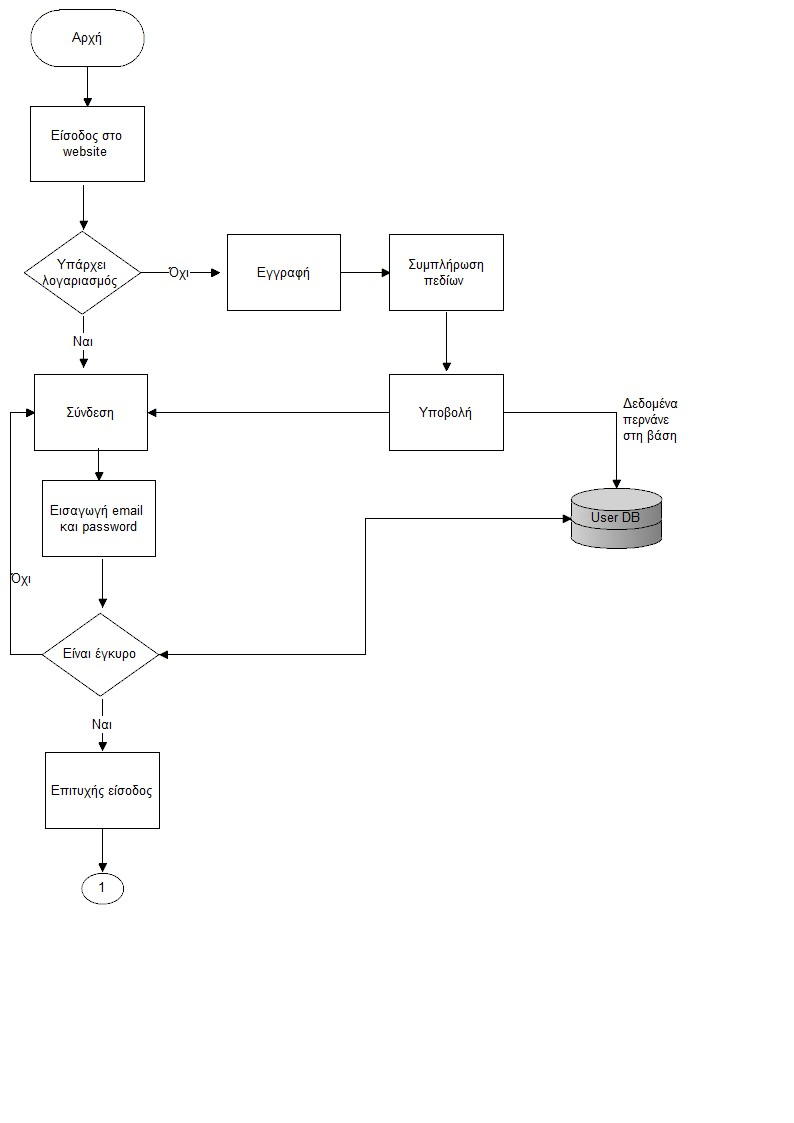 Αρχή
Είσοδος στο
website
Υπάρχει
λογαριασμός
Όχι
Εγγραφή
Συμπλήρωση
πεδίων
Ναι
Σύνδεση
Υποβολή
Δεδομένα
περνάνε
στη βάση
Εισαγωγή email
και password
User DB
Όχι
Είναι έγκυρο
Ναι
Επιτυχής είσοδος
1